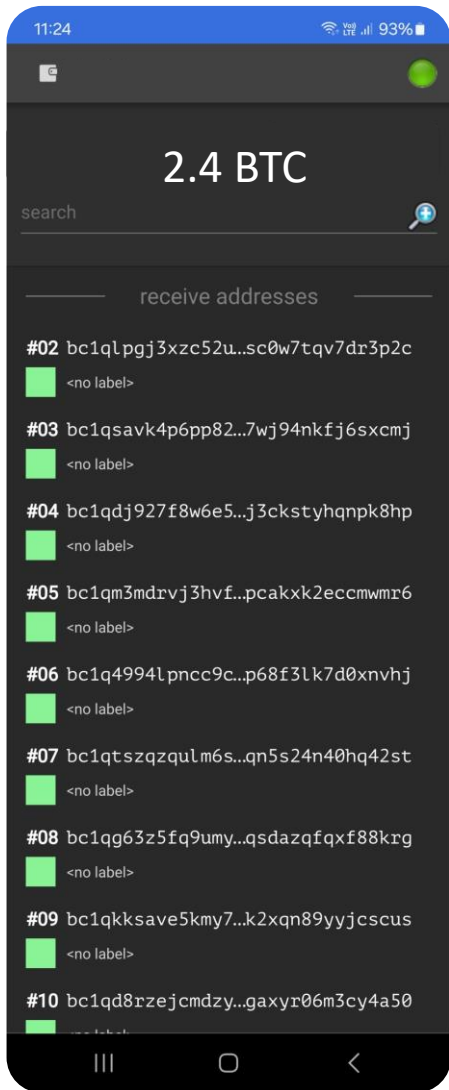 11:24 Vo) LTE 93%
2.4 BTC
search
receive addresses
#02 bc1qlpgj3xzc52u…sc0w7tqv7dr3p2c
<no label>
#03 bc1qsavk4p6pp82…7wj94nkfj6sxcmj
<no label>
#04 bc1qdj927f8w6e5…j3ckstyhqnpk8hp
<no label>
#05 bc1qm3mdrvj3hvf…pcakxk2eccmwmr6
<no label>
#06 bc1q4994lpncc9c…p68f3lk7d0xnvhj
<no label>
#07 bc1qtszqzqulm6s…qn5s24n40hq42st
<no label>
#08 bc1qg63z5fq9umy…qsdazqfqxf88krg
<no label>
#09 bc1qkksave5kmy7…k2xqn89yyjcscus
<no label>
#10 bc1qd8rzejcmdzy…gaxyr06m3cy4a50